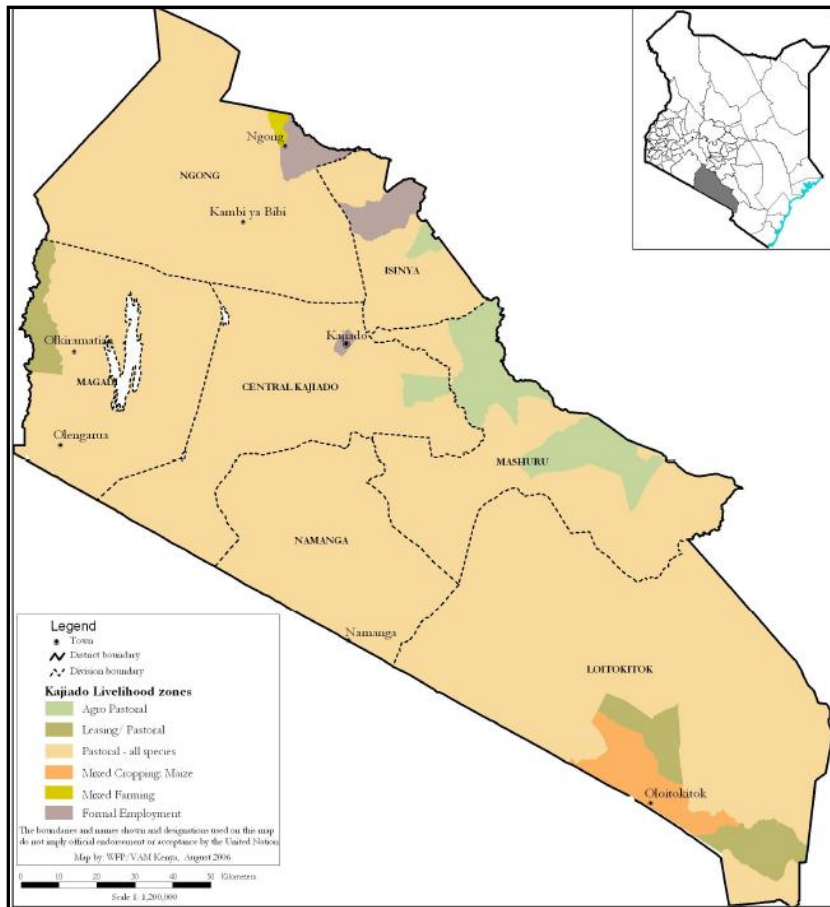 Ngong
NGONG
Kambi ya Bibi
ISINYA
Kajiado
Olkiramatian
MAGADI
CENTRAL KAJIADO
Olengarua
MASHURU
NAMANGA
Namanga
LOITOKITOK
Oloitokitok
Legend
Town
District boundary
Division boundary
Kajiado Livelihood zones
Agro Pastoral
Leasing/ Pastoral
Pastoral - all species
Mixed Cropping: Maize
Mixed Farming
Formal Employment
The boundaries and names shown and designations used on this map
do not imply official endorsement or acceptance by the United Nation
Map by: WFP/VAM Kenya, August 2006
0 10 20 30 40 50 Kilometers
Scale 1: 1,200,000